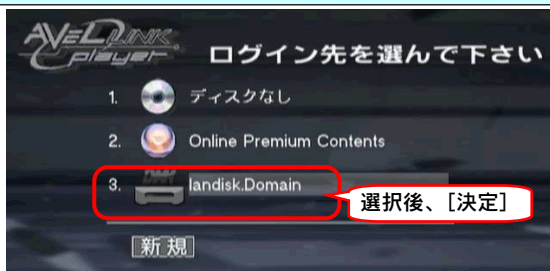 AVeL LINK
player
ログイン先を選んで下さい
1. ディスクなし
2. Online Premium Contents
3. landisk.Domain
選択後、[決定]
新規